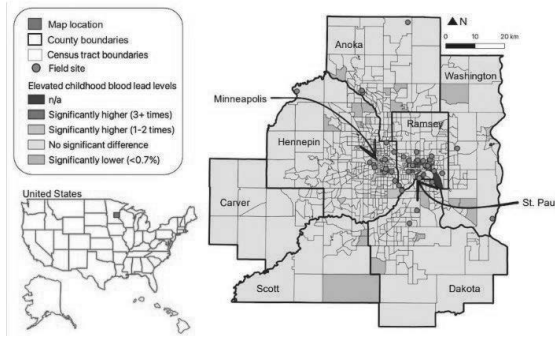 Map location
County boundaries
Census tract boundaries
Field site
Elevated childhood blood lead levels
n/a
Significantly higher (3+ times)
Significantly higher (1-2 times)
No significant difference
Significantly lower (<0.7%)
United States
N
0 10 20 km
Anoka
Washington
Minneapolis
Ramsey
Hennepin
Carver
St. Pau
Scott
Dakota